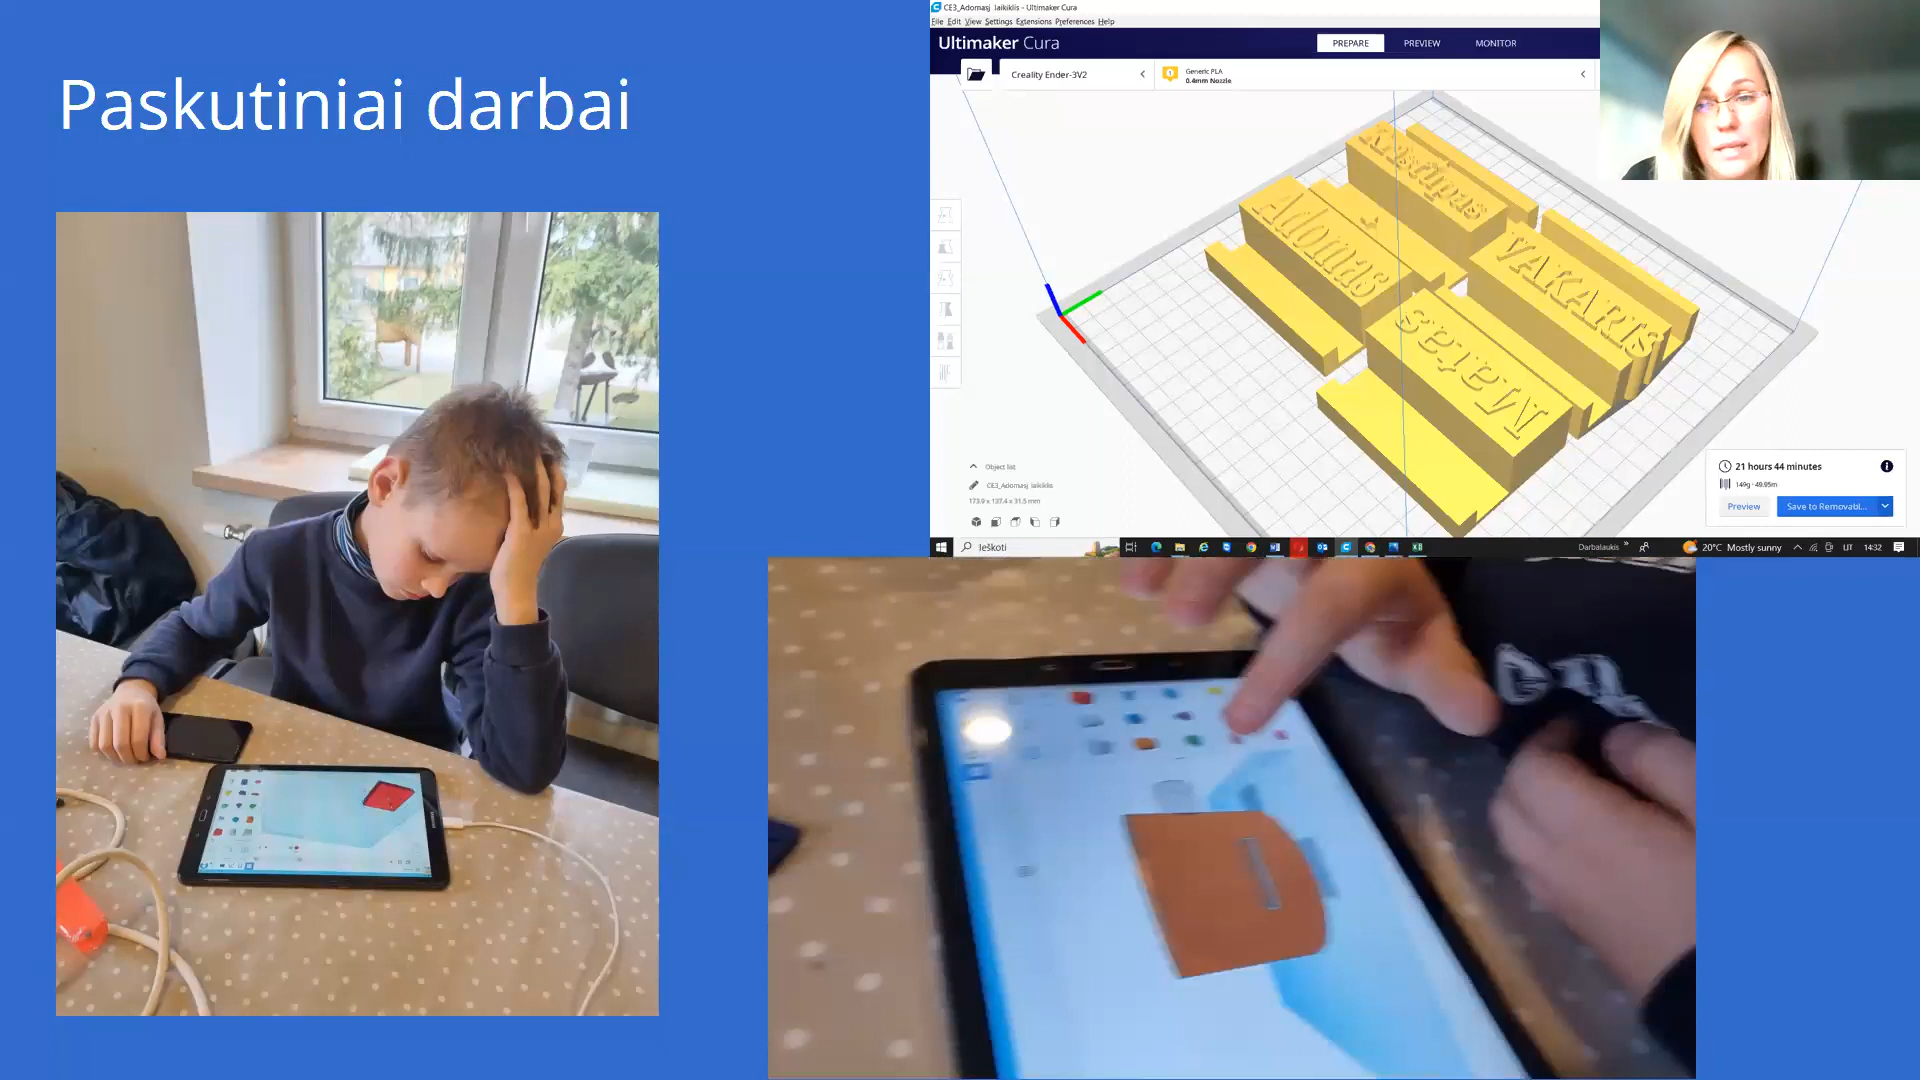 Paskutiniai darbai
CE3_Adomasj laikiklis - Ultimaker Cura
File Edit View Settings Extensions Preferences Help
Ultimaker Cura
PREPARE
PREVIEW
MONITOR
Creality Ender-3V2
Generic PLA
0.4mm Nozzle
Kristupas
Adomas
VAKARIS
Matas
Object list
CE3_Adomasj laikiklis
173.9 x 137.4 x 31.5 mm
21 hours 44 minutes
149g · 49.95m
Preview
Save to Removabl...
Ieškoti
Darbalaukis
20°C Mostly sunny
LIT
14:32